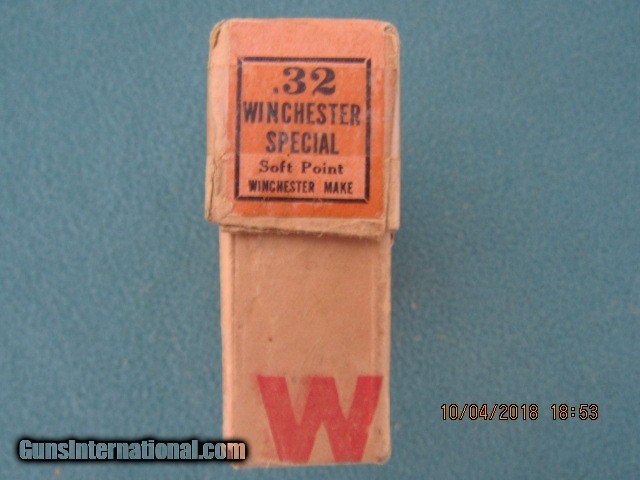 .32
WINCHESTER
SPECIAL
Soft Point
WINCHESTER MAKE
W
10/04/2018 18:53
GunsInternational.com